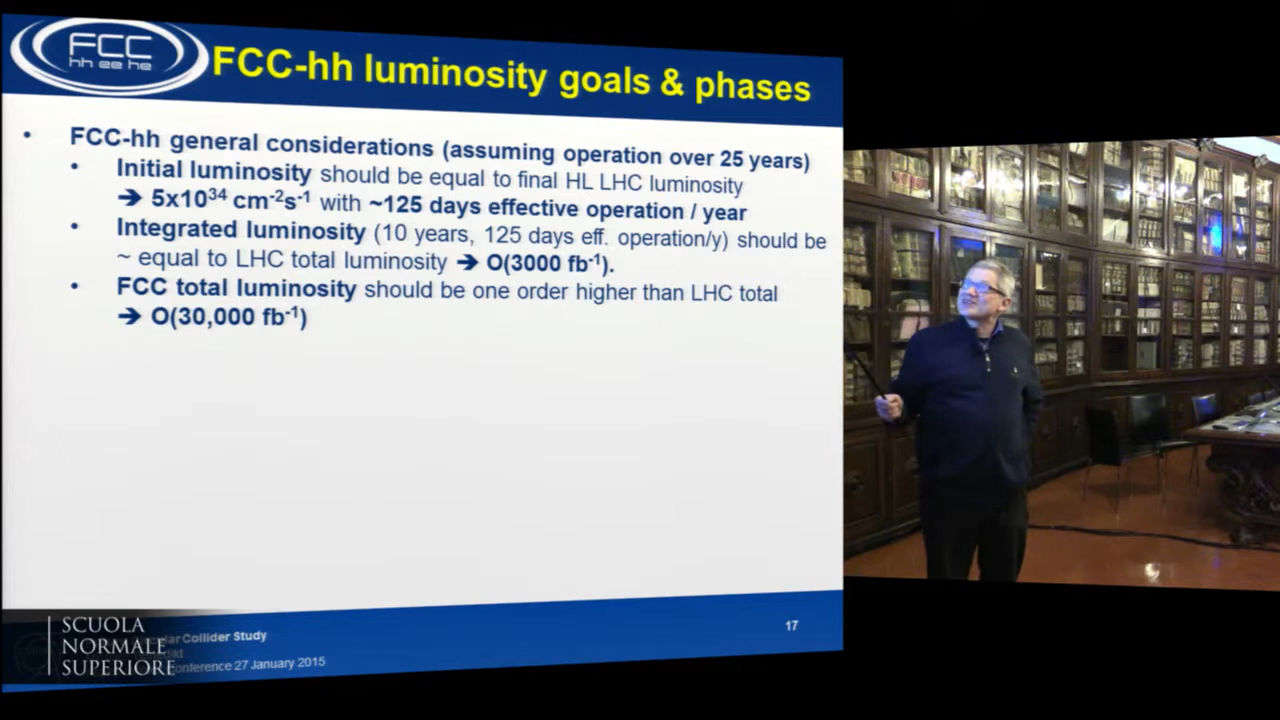 FCC
hh ee he
FCC-hh luminosity goals & phases
• FCC-hh general considerations (assuming operation over 25 years)
• Initial luminosity should be equal to final HL LHC luminosity
➔ 5x10³⁴ cm⁻²s⁻¹ with ~125 days effective operation / year
• Integrated luminosity (10 years, 125 days eff. operation/y) should be
~ equal to LHC total luminosity ➔ O(3000 fb⁻¹).
• FCC total luminosity should be one order higher than LHC total
➔ O(30,000 fb⁻¹)
Collider Study
27 January 2015
17
SCUOLA
NORMALE
SUPERIORE